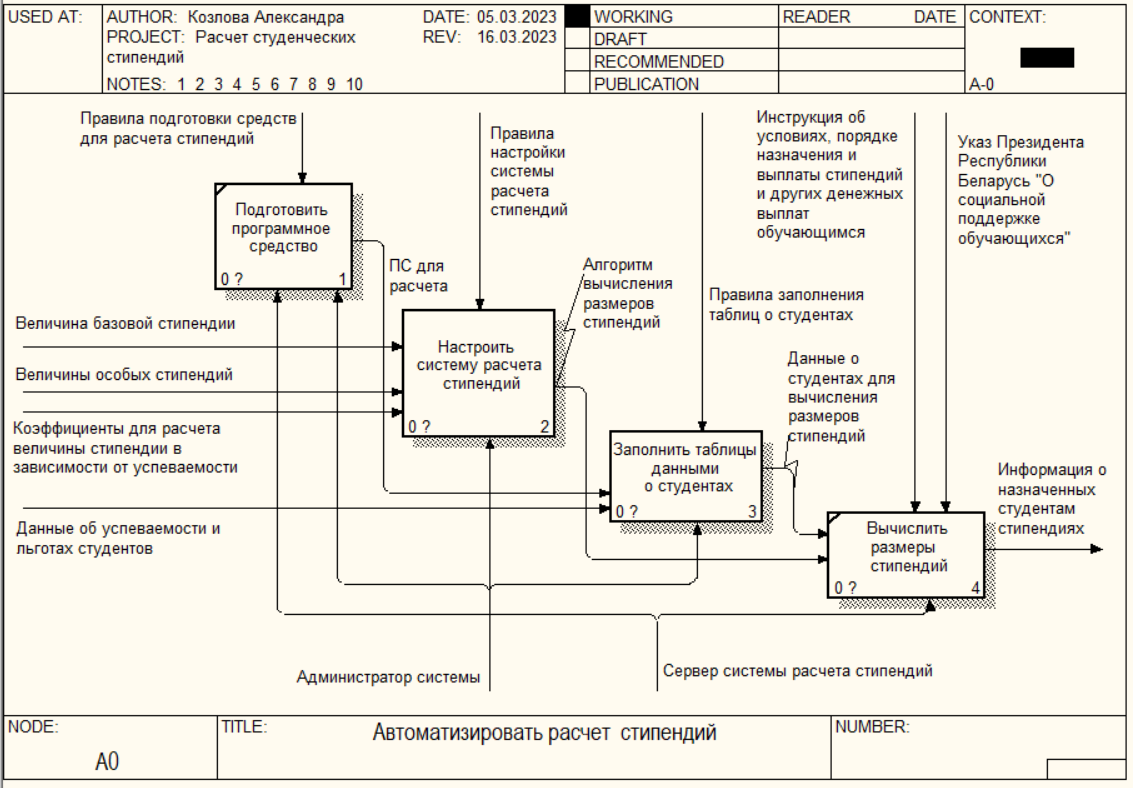 USED AT:
AUTHOR: Козлова Александра
DATE: 05.03.2023
PROJECT: Расчет студенческих
стипендий
REV: 16.03.2023
NOTES: 1 2 3 4 5 6 7 8 9 10
WORKING
DRAFT
RECOMMENDED
PUBLICATION
READER
DATE
CONTEXT:
A-0
Правила подготовки средств
для расчета стипендий
Правила
настройки
системы
расчета
стипендий
Инструкция об
условиях, порядке
назначения и
выплаты стипендий
и других денежных
выплат
обучающимся
Указ Президента
Республики
Беларусь "О
социальной
поддержке
обучающихся"
Подготовить
программное
средство
0 ?
1
ПС для
расчета
Алгоритм
вычисления
размеров
стипендий
Правила заполнения
таблиц о студентах
Величина базовой стипендии
Величины особых стипендий
Настроить
систему расчета
стипендий
0 ?
2
Данные о
студентах для
вычисления
размеров
стипендий
Коэффициенты для расчета
величины стипендии в
зависимости от успеваемости
Заполнить таблицы
данными
о студентах
0 ?
3
Информация о
назначенных
студентам
стипендиях
Данные об успеваемости и
льготах студентов
Вычислить
размеры
стипендий
0 ?
4
Администратор системы
Сервер системы расчета стипендий
NODE:
A0
TITLE:
Автоматизировать расчет стипендий
NUMBER: